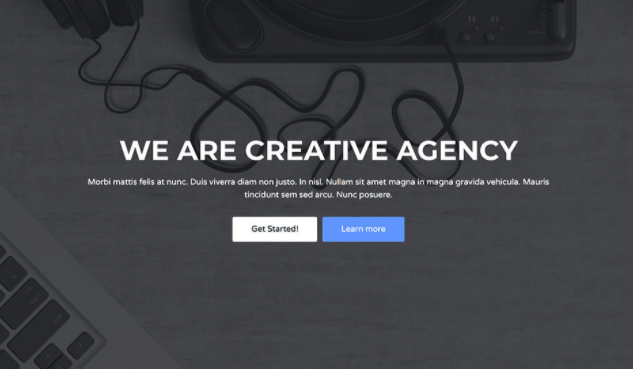 WE ARE CREATIVE AGENCY
Morbi mattis felis at nunc. Duis viverra diam non justo. In nisl. Nullam sit amet magna in magna gravida vehicula. Mauris
tincidunt sem sed arcu. Nunc posuere.
Get Started!
Learn more